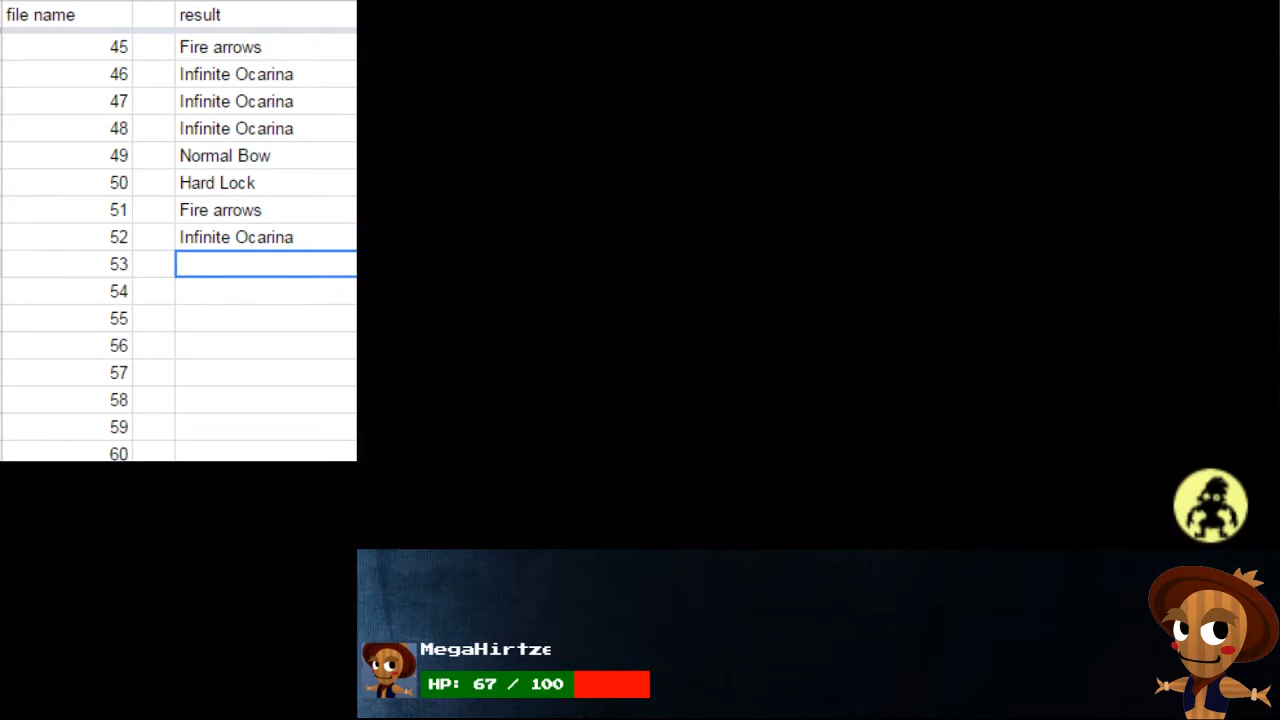 file name result
45 Fire arrows
46 Infinite Ocarina
47 Infinite Ocarina
48 Infinite Ocarina
49 Normal Bow
50 Hard Lock
51 Fire arrows
52 Infinite Ocarina
53
54
55
56
57
58
59
60
MegaHirtze
HP: 67 / 100